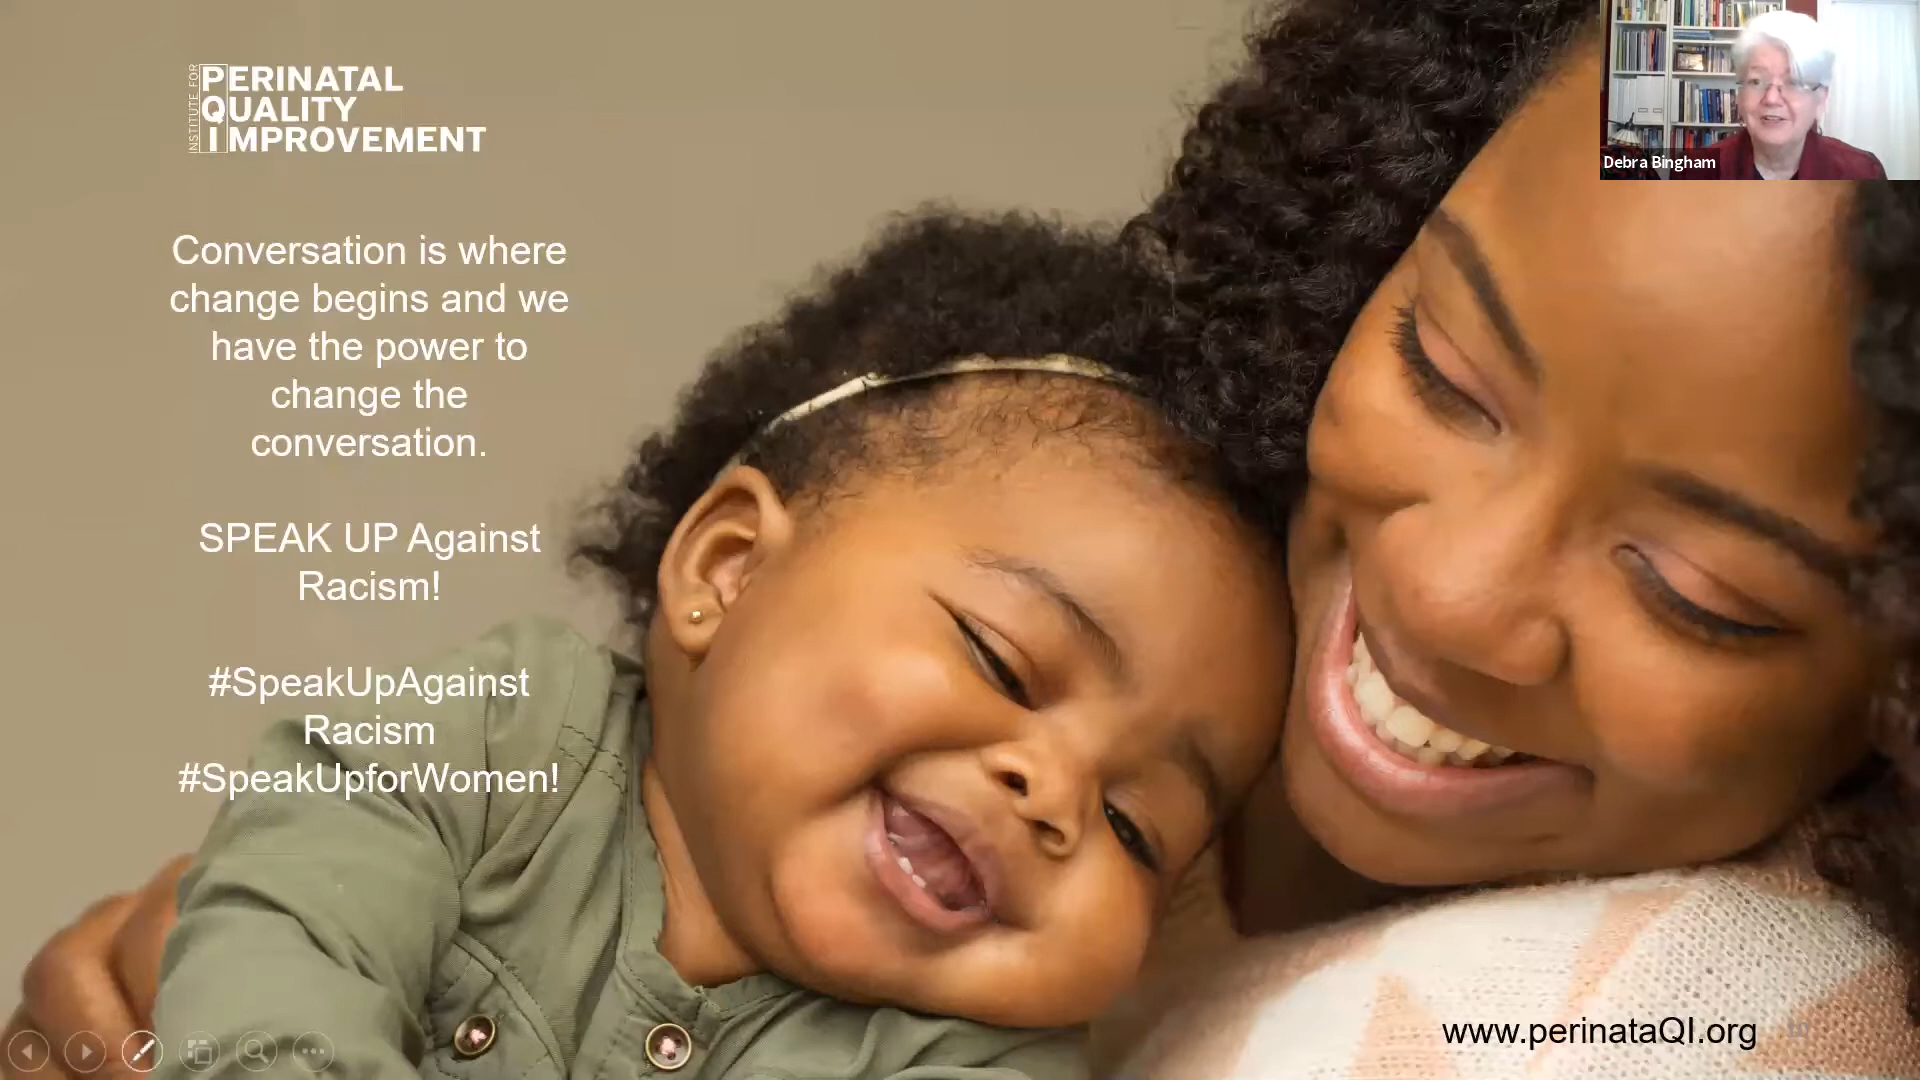 INSTITUTE FOR
PERINATAL
QUALITY
IMPROVEMENT
Debra Bingham
Conversation is where
change begins and we
have the power to
change the
conversation.
SPEAK UP Against
Racism!
#SpeakUpAgainst
Racism
#SpeakUpforWomen!
www.perinataQI.org